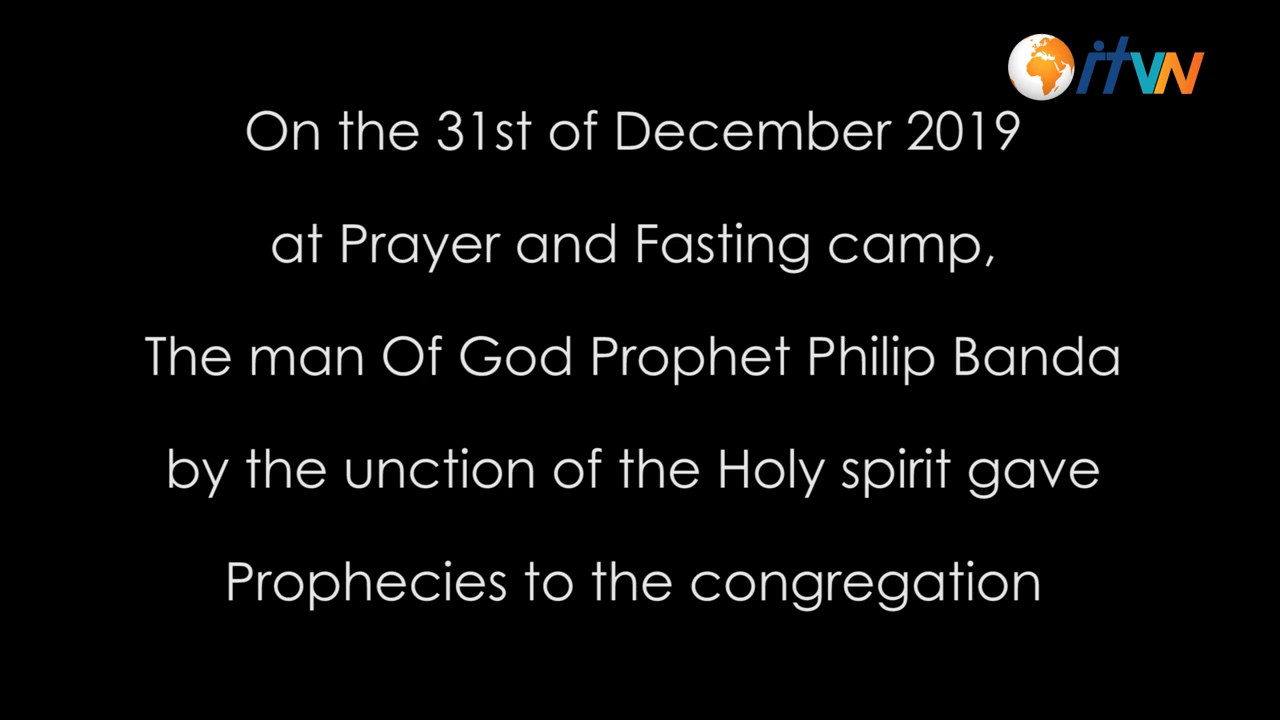 itVN
On the 31st of December 2019
at Prayer and Fasting camp,
The man Of God Prophet Philip Banda
by the unction of the Holy spirit gave
Prophecies to the congregation